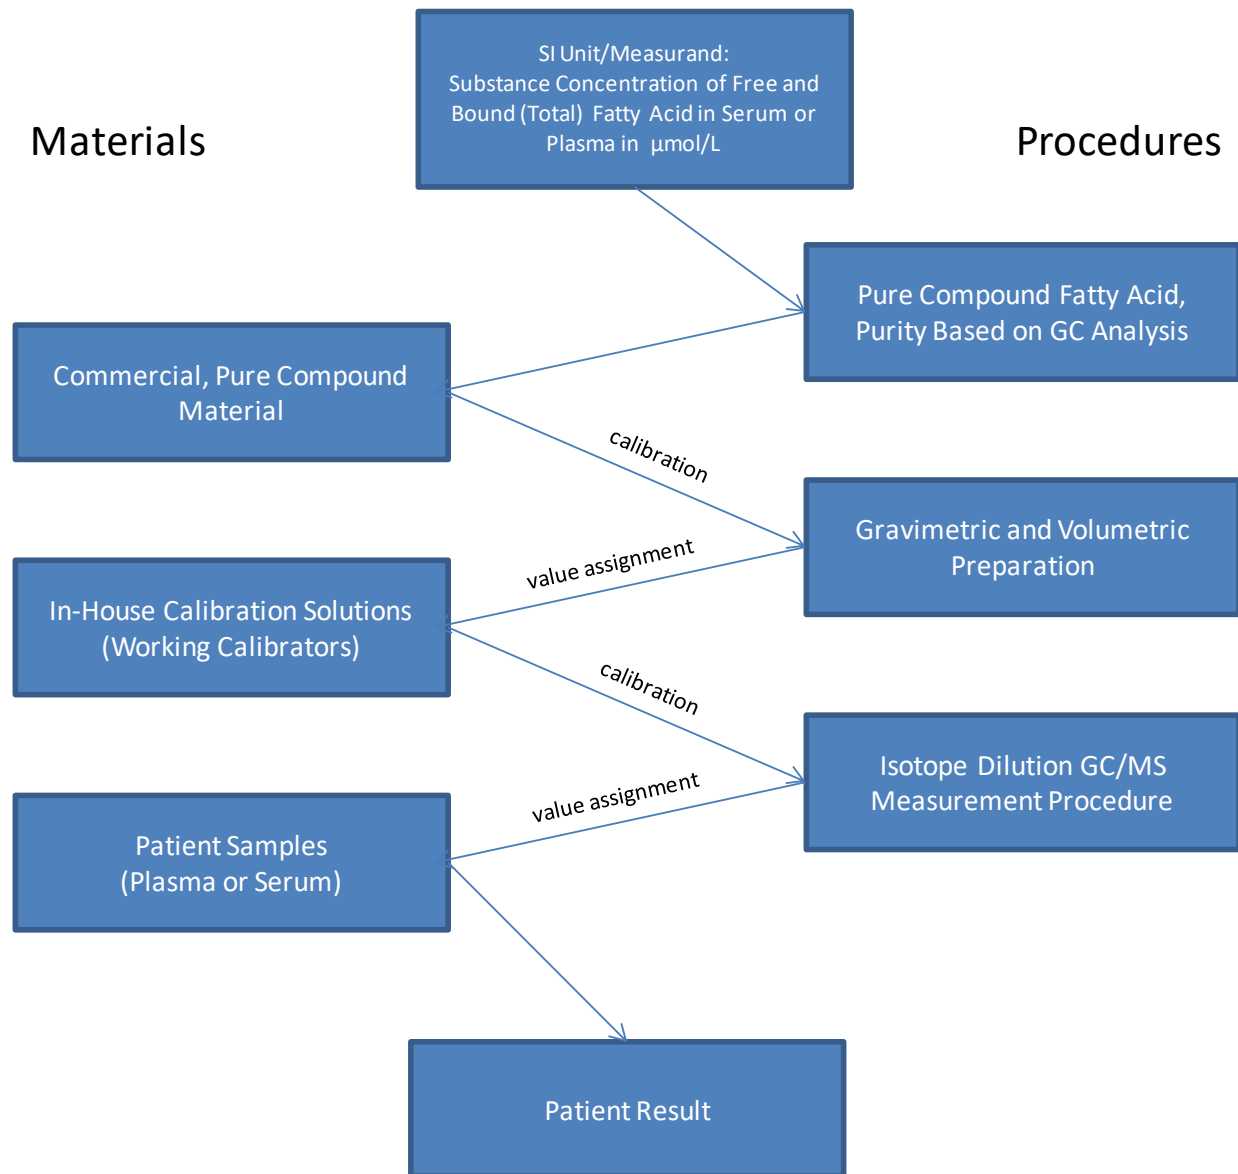 SI Unit/Measurand:
Substance Concentration of Free and
Bound (Total) Fatty Acid in Serum or
Plasma in µmol/L
Materials
Procedures
Pure Compound Fatty Acid,
Purity Based on GC Analysis
Commercial, Pure Compound
Material
calibration
Gravimetric and Volumetric
Preparation
value assignment
In-House Calibration Solutions
(Working Calibrators)
calibration
Isotope Dilution GC/MS
Measurement Procedure
value assignment
Patient Samples
(Plasma or Serum)
Patient Result